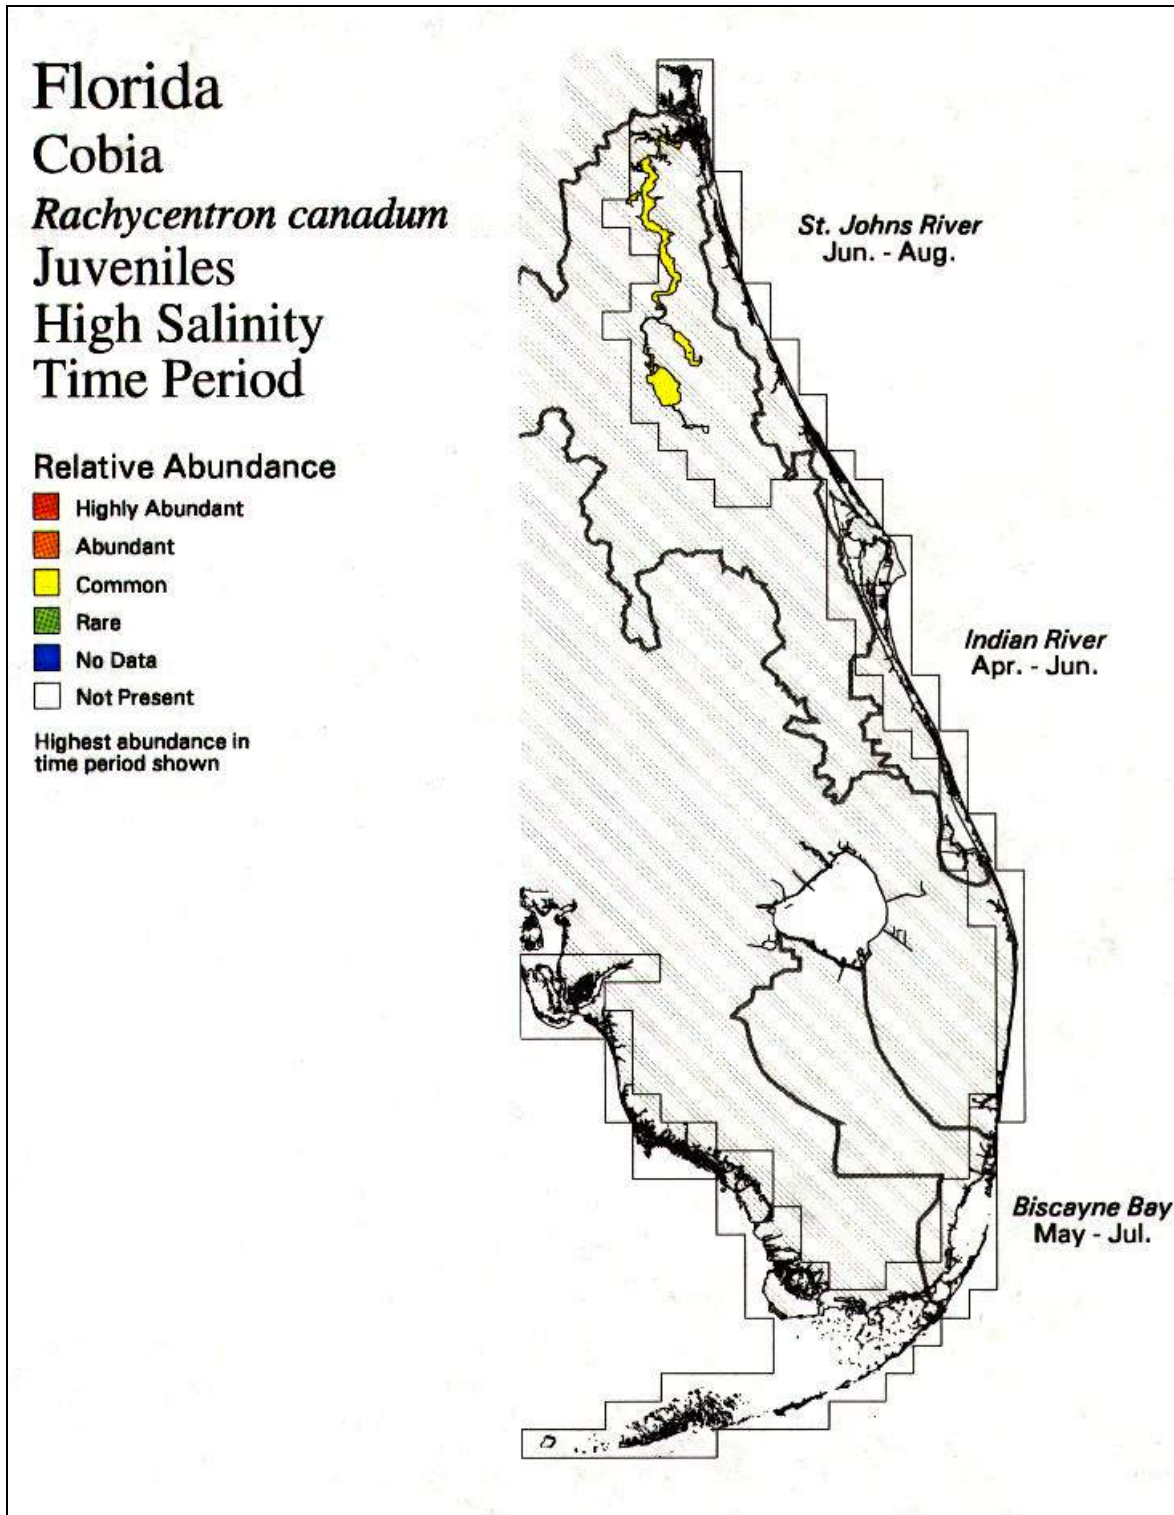 Florida
Cobia
Rachycentron canadum
Juveniles
High Salinity
Time Period
Relative Abundance
Highly Abundant
Abundant
Common
Rare
No Data
Not Present
Highest abundance in
time period shown
St. Johns River
Jun. - Aug.
Indian River
Apr. - Jun.
Biscayne Bay
May - Jul.